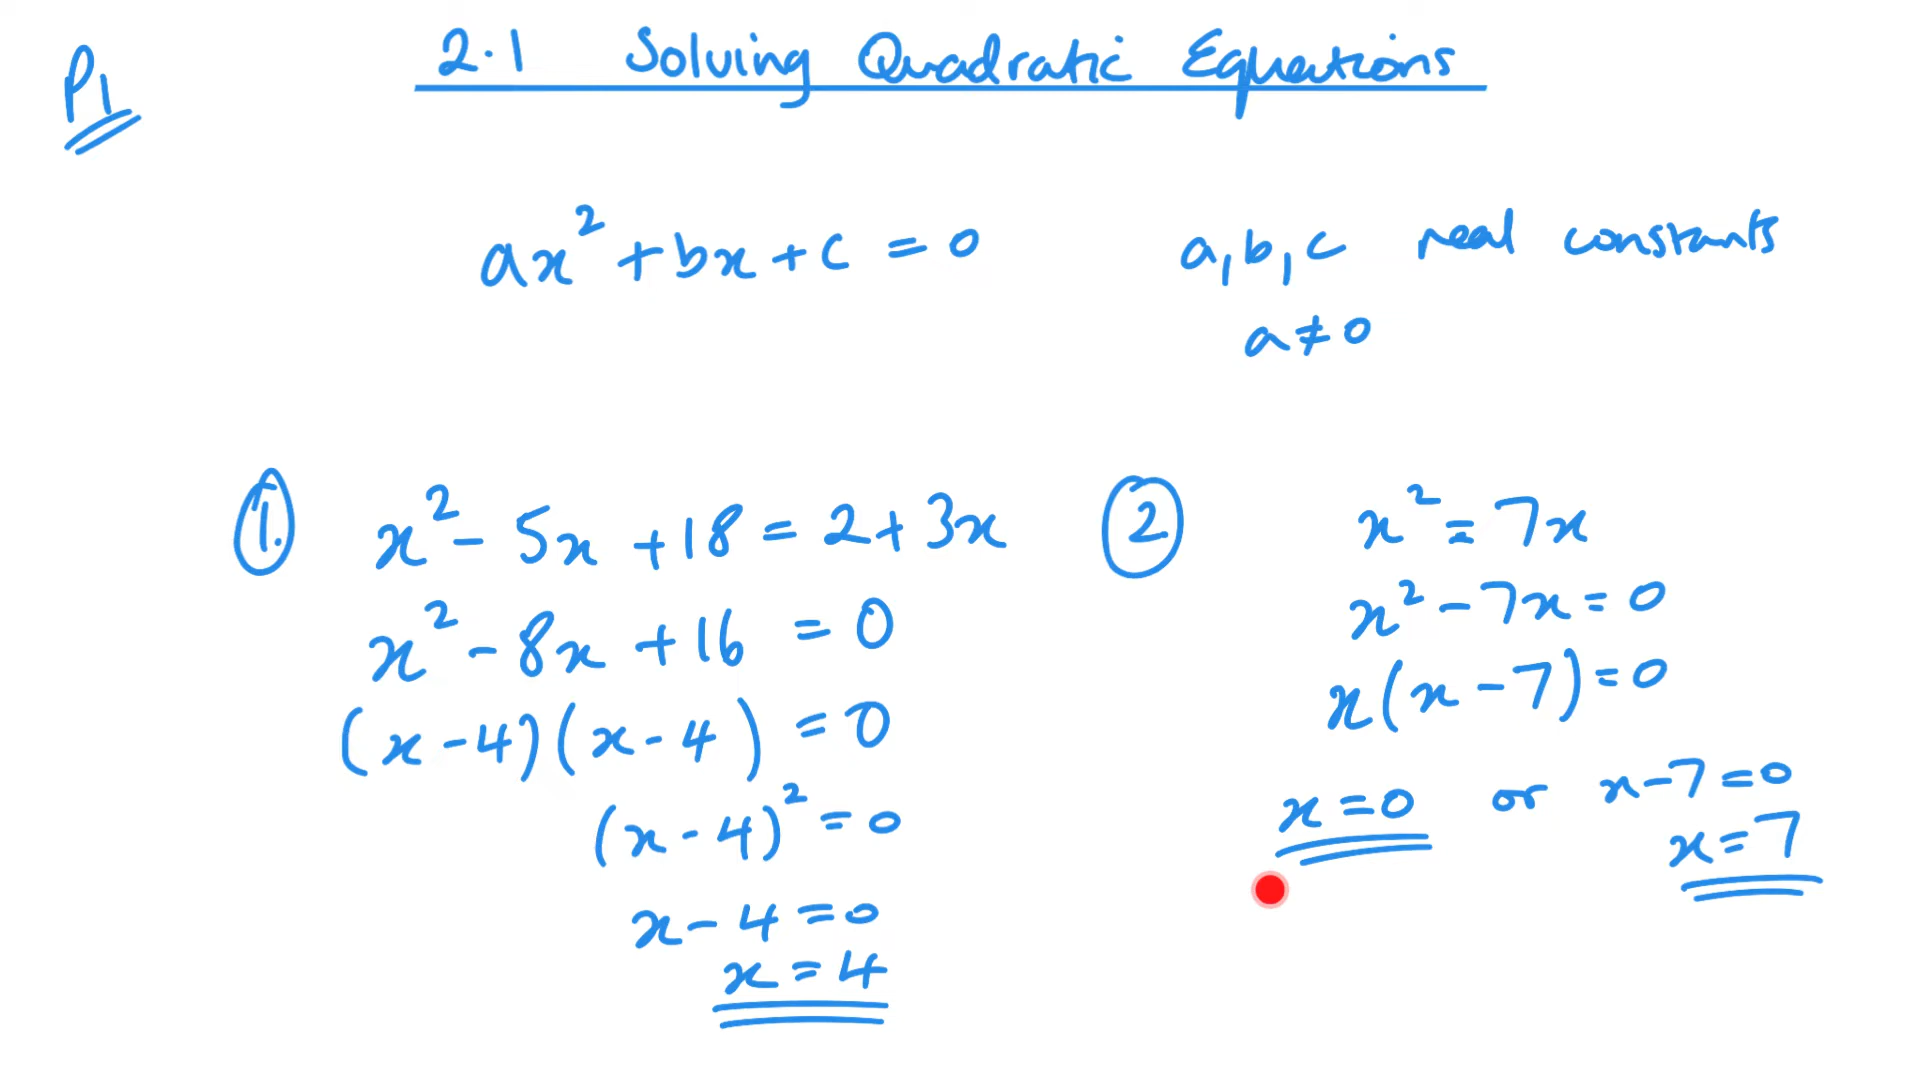 P1
2.1 Solving Quadratic Equations
ax² + bx + c = 0
a, b, c real constants
a ≠ 0
1.
x² - 5x + 18 = 2 + 3x
x² - 8x + 16 = 0
(x - 4)(x - 4) = 0
(x - 4)² = 0
x - 4 = 0
x = 4
2.
x² = 7x
x² - 7x = 0
x(x - 7) = 0
x = 0 or x - 7 = 0
x = 7